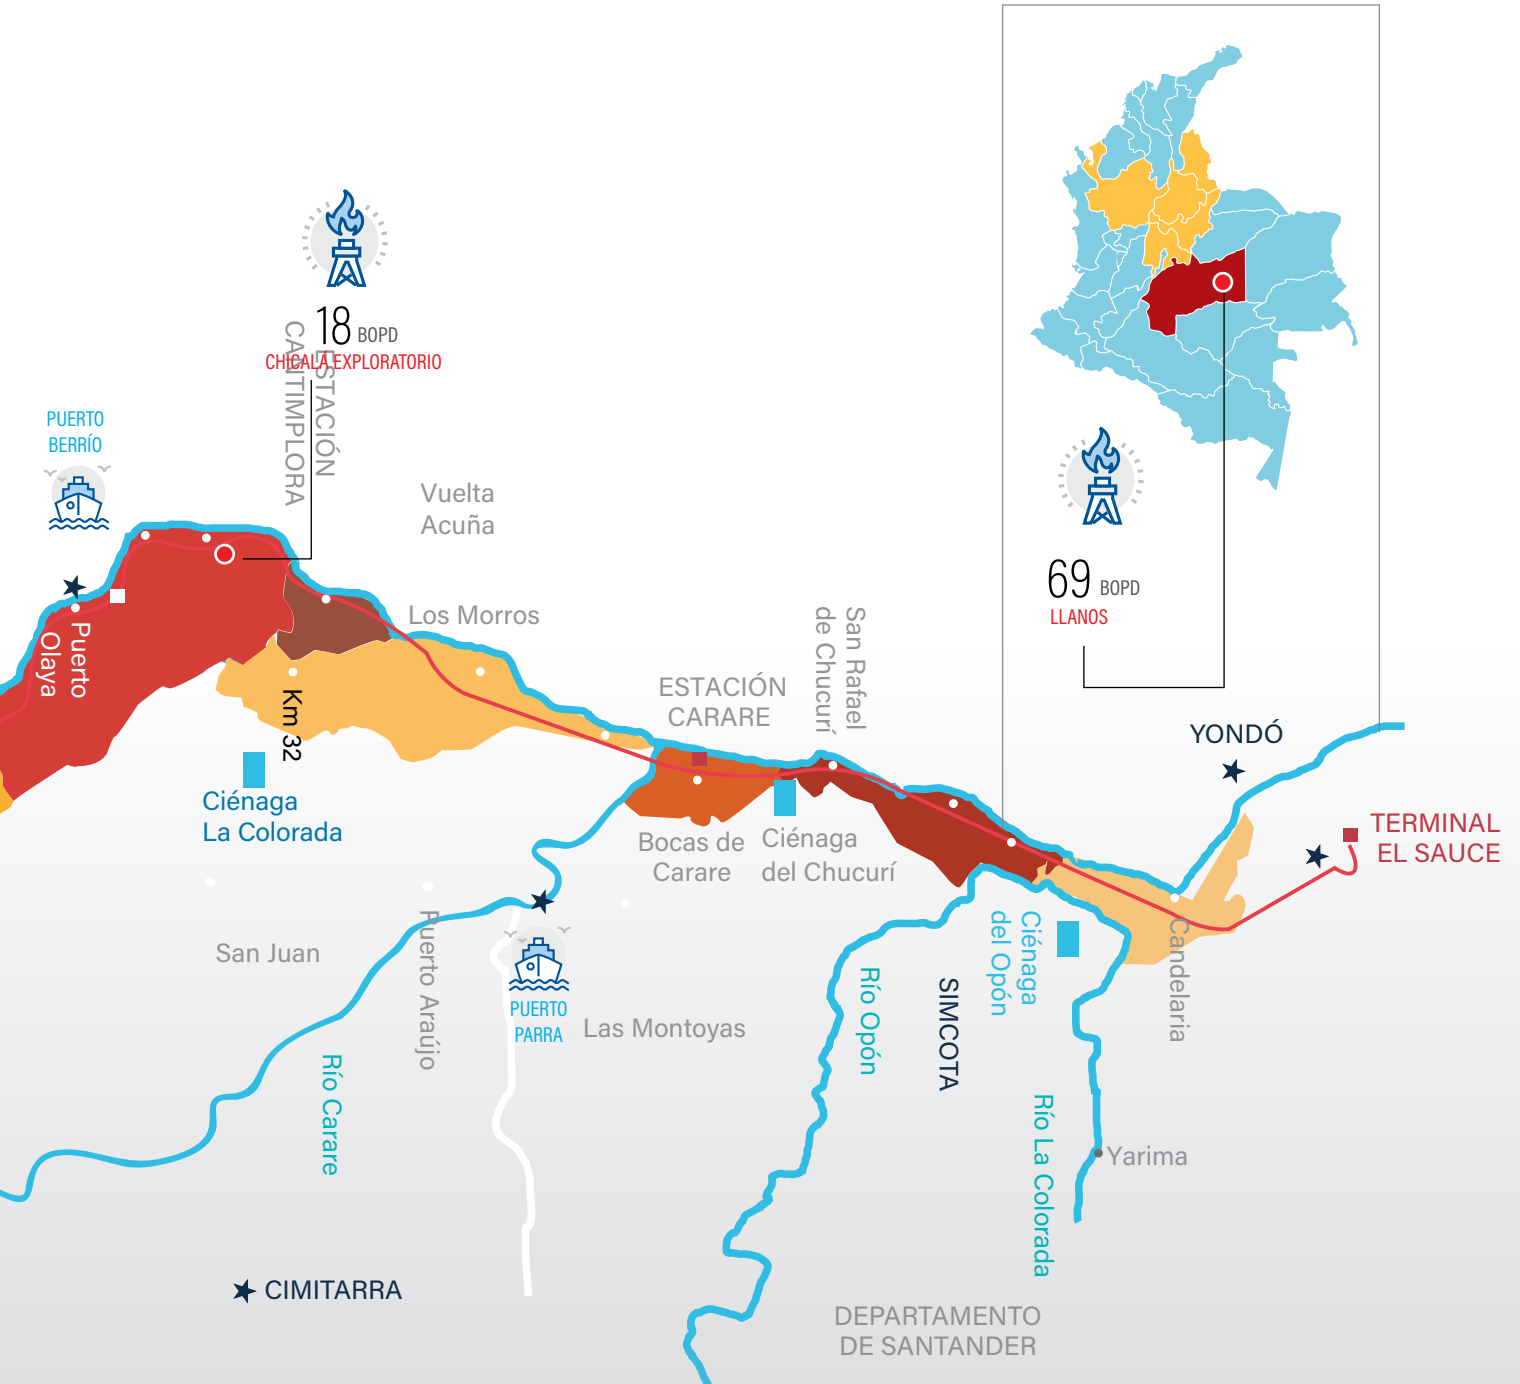 18 BOPD
CHICALÁ EXPLORATORIO
ESTACIÓN
CANTIMPLORA
PUERTO
BERRÍO
Vuelta
Acuña
69 BOPD
LLANOS
Puerto
Olaya
Los Morros
San Rafael
de Chucurí
ESTACIÓN
CARARE
Km 32
YONDÓ
Ciénaga
La Colorada
TERMINAL
EL SAUCE
Bocas de
Carare
Ciénaga
del Chucurí
San Juan
Puerto Araújo
PUERTO
PARRA
Las Montoyas
Río Opón
SIMCOTA
Ciénaga
del Opón
Candelaria
Río Carare
Río La Colorada
Yarima
CIMITARRA
DEPARTAMENTO
DE SANTANDER